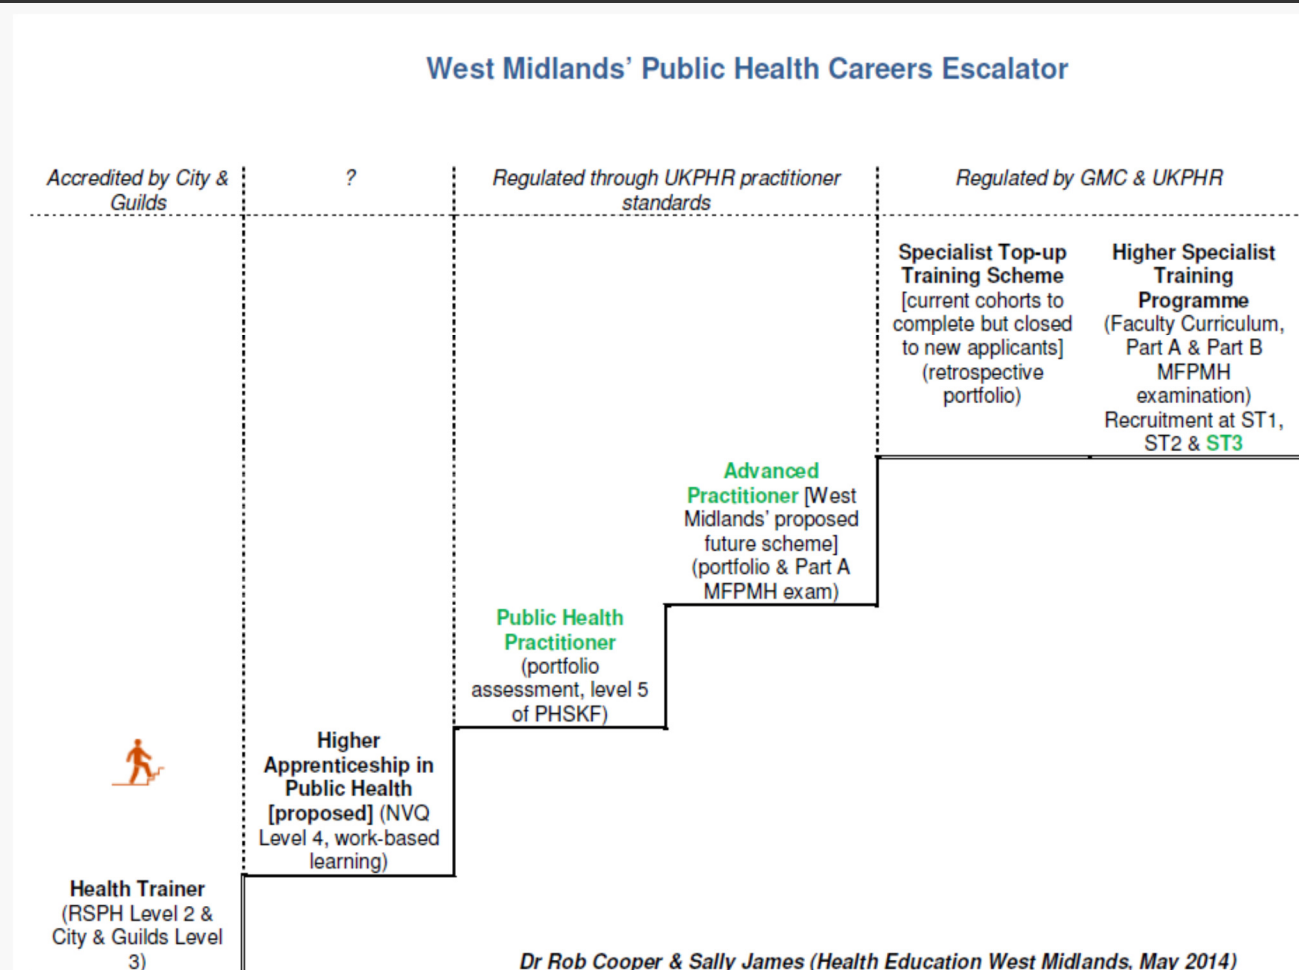 West Midlands’ Public Health Careers Escalator
Accredited by City &
Guilds
?
Regulated through UKPHR practitioner
standards
Regulated by GMC & UKPHR
Specialist Top-up
Training Scheme
[current cohorts to
complete but closed
to new applicants]
(retrospective
portfolio)
Higher Specialist
Training
Programme
(Faculty Curriculum,
Part A & Part B
MFPMH
examination)
Recruitment at ST1,
ST2 & ST3
Advanced
Practitioner [West
Midlands’ proposed
future scheme]
(portfolio & Part A
MFPMH exam)
Public Health
Practitioner
(portfolio
assessment, level 5
of PHSKF)
Higher
Apprenticeship in
Public Health
[proposed] (NVQ
Level 4, work-based
learning)
Health Trainer
(RSPH Level 2 &
City & Guilds Level
3)
Dr Rob Cooper & Sally James (Health Education West Midlands, May 2014)